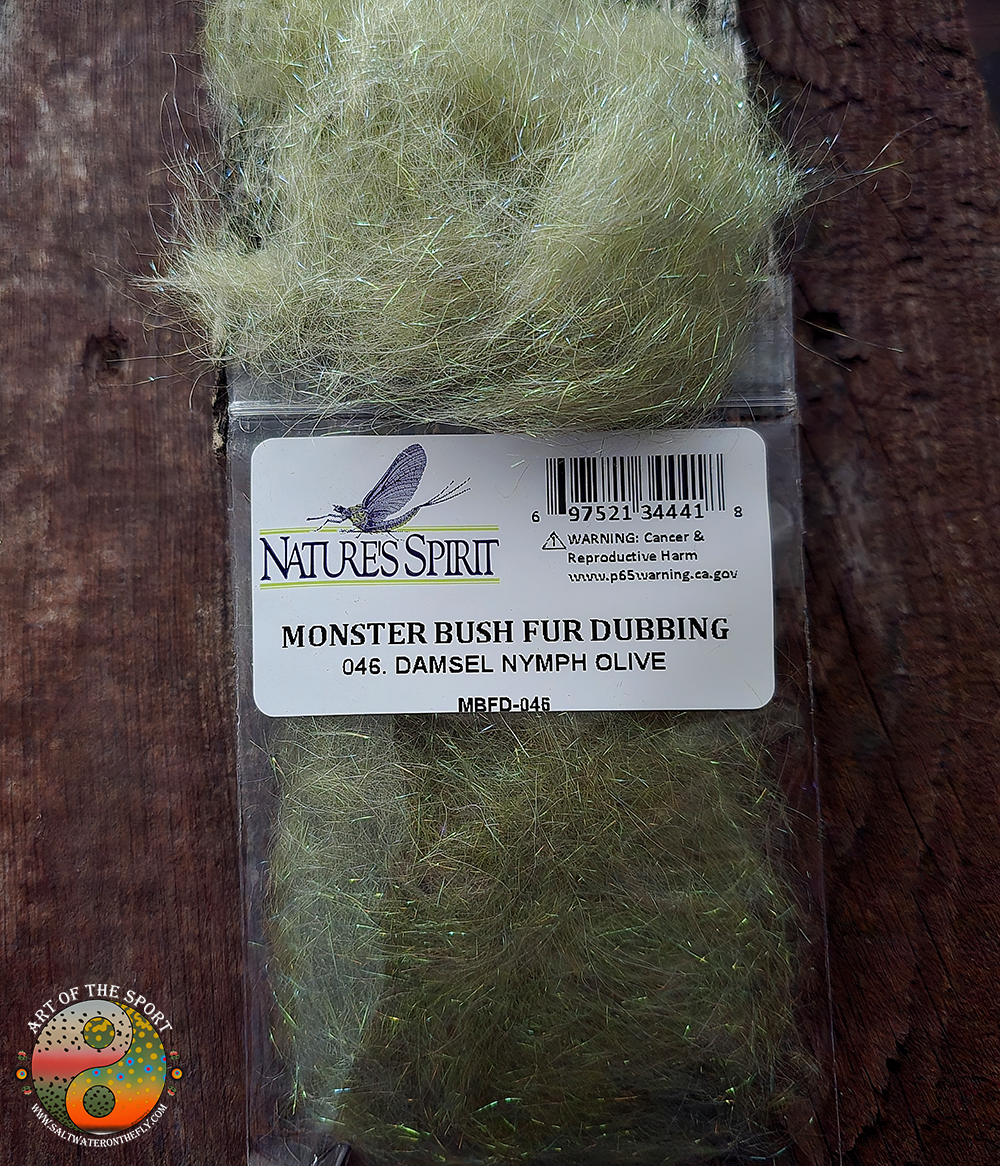 6 97521 34441 8
WARNING: Cancer &
Reproductive Harm
www.p65warning.ca.gov
NATURE'S SPIRIT
MONSTER BUSH FUR DUBBING
046. DAMSEL NYMPH OLIVE
MBFD-046
ART OF THE SPORT
WWW.SALTWATERONTHEFLY.COM